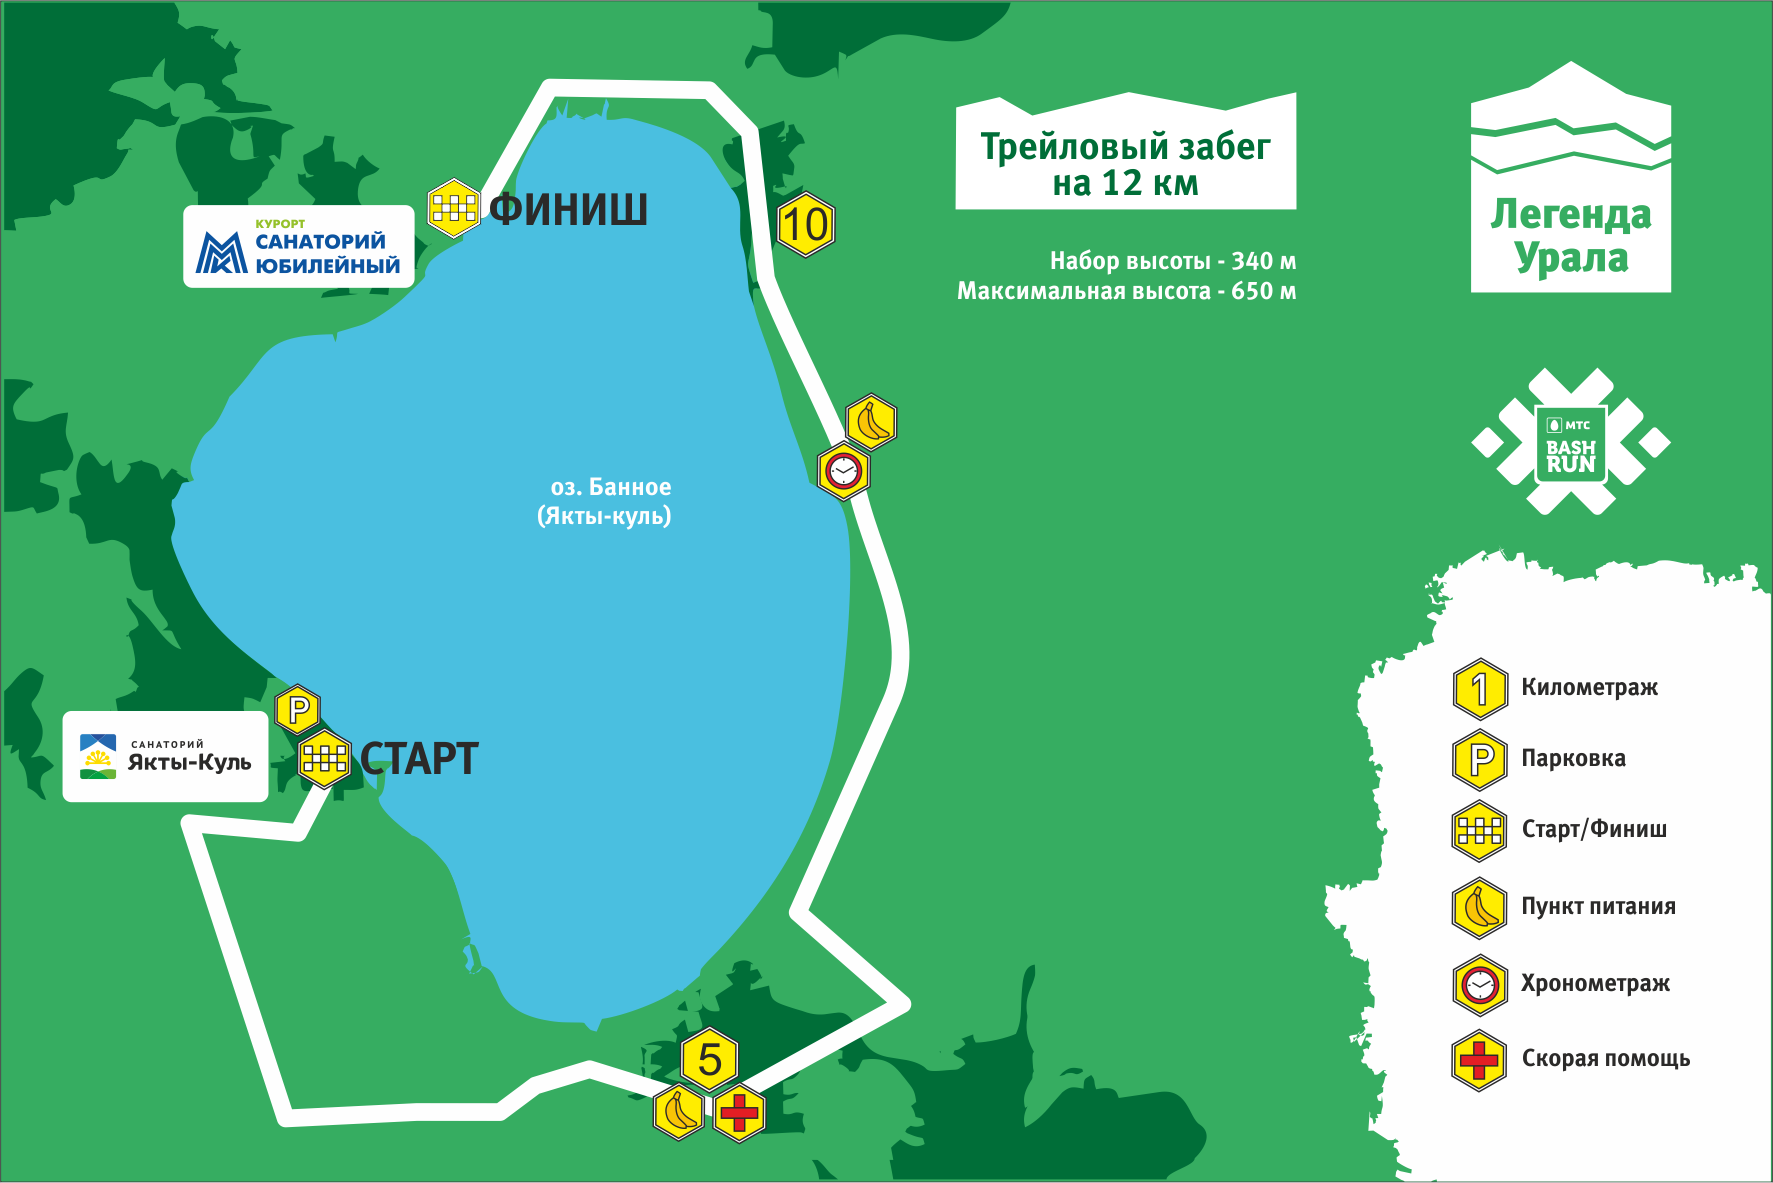 Трейловый забег
на 12 км
Набор высоты - 340 м
Максимальная высота - 650 м
Легенда
Урала
МТС
BASH
RUN
ФИНИШ
КУРОРТ
САНАТОРИЙ
ЮБИЛЕЙНЫЙ
10
оз. Банное
(Якты-куль)
P
СТАРТ
САНАТОРИЙ
Якты-Куль
5
1 Километраж
P Парковка
Старт/Финиш
Пункт питания
Хронометраж
Скорая помощь